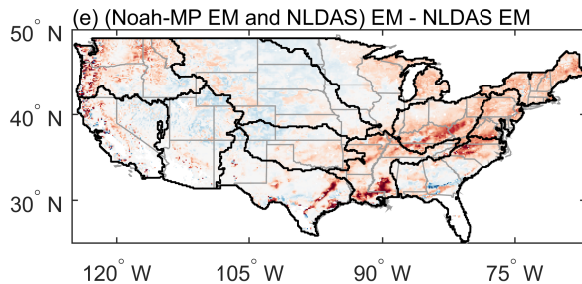 (e) (Noah-MP EM and NLDAS) EM - NLDAS EM
50° N
40° N
30° N
120° W 105° W 90° W 75° W